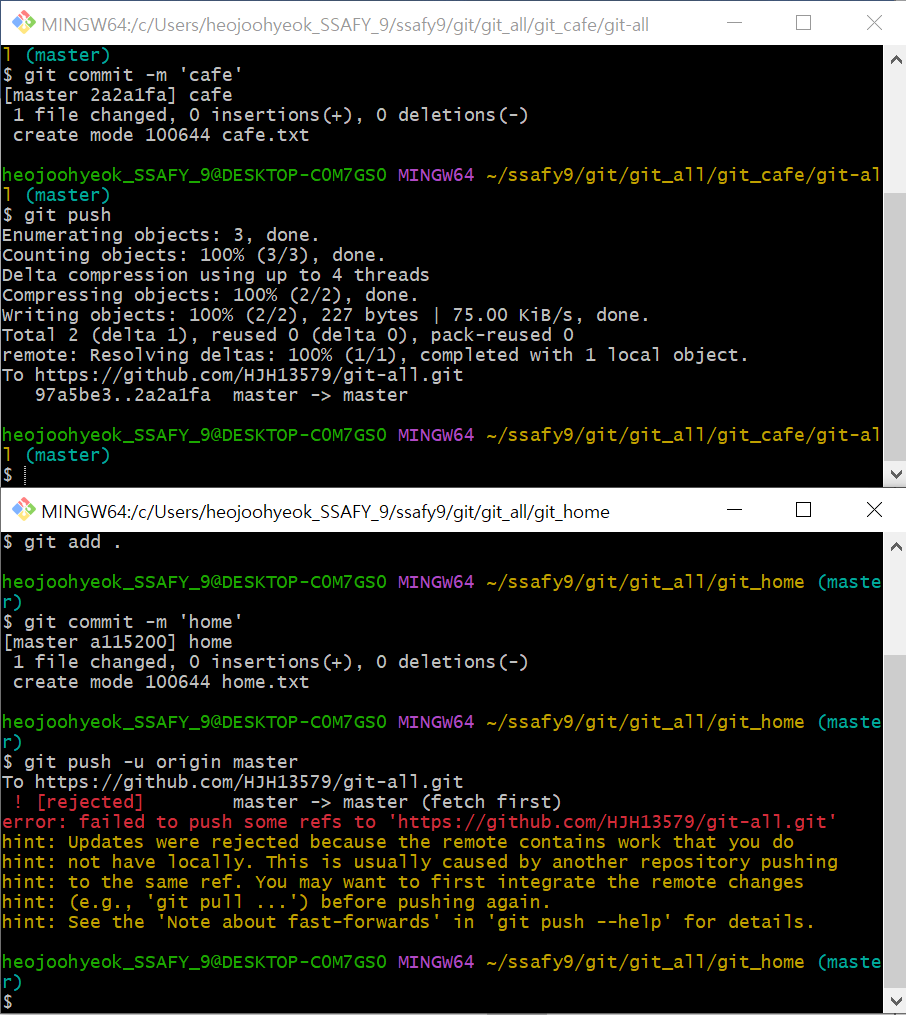 MINGW64:/c/Users/heojoohyeok_SSAFY_9/ssafy9/git/git_all/git_cafe/git-all
l (master)
$ git commit -m 'cafe'
[master 2a2a1fa] cafe
 1 file changed, 0 insertions(+), 0 deletions(-)
 create mode 100644 cafe.txt
heojoohyeok_SSAFY_9@DESKTOP-C0M7GS0 MINGW64 ~/ssafy9/git/git_all/git_cafe/git-al
l (master)
$ git push
Enumerating objects: 3, done.
Counting objects: 100% (3/3), done.
Delta compression using up to 4 threads
Compressing objects: 100% (2/2), done.
Writing objects: 100% (2/2), 227 bytes | 75.00 KiB/s, done.
Total 2 (delta 1), reused 0 (delta 0), pack-reused 0
remote: Resolving deltas: 100% (1/1), completed with 1 local object.
To https://github.com/HJH13579/git-all.git
   97a5be3..2a2a1fa  master -> master
heojoohyeok_SSAFY_9@DESKTOP-C0M7GS0 MINGW64 ~/ssafy9/git/git_all/git_cafe/git-al
l (master)
$
MINGW64:/c/Users/heojoohyeok_SSAFY_9/ssafy9/git/git_all/git_home
$ git add .
heojoohyeok_SSAFY_9@DESKTOP-C0M7GS0 MINGW64 ~/ssafy9/git/git_all/git_home (maste
r)
$ git commit -m 'home'
[master a115200] home
 1 file changed, 0 insertions(+), 0 deletions(-)
 create mode 100644 home.txt
heojoohyeok_SSAFY_9@DESKTOP-C0M7GS0 MINGW64 ~/ssafy9/git/git_all/git_home (maste
r)
$ git push -u origin master
To https://github.com/HJH13579/git-all.git
 ! [rejected]        master -> master (fetch first)
error: failed to push some refs to 'https://github.com/HJH13579/git-all.git'
hint: Updates were rejected because the remote contains work that you do
hint: not have locally. This is usually caused by another repository pushing
hint: to the same ref. You may want to first integrate the remote changes
hint: (e.g., 'git pull ...') before pushing again.
hint: See the 'Note about fast-forwards' in 'git push --help' for details.
heojoohyeok_SSAFY_9@DESKTOP-C0M7GS0 MINGW64 ~/ssafy9/git/git_all/git_home (maste
r)
$